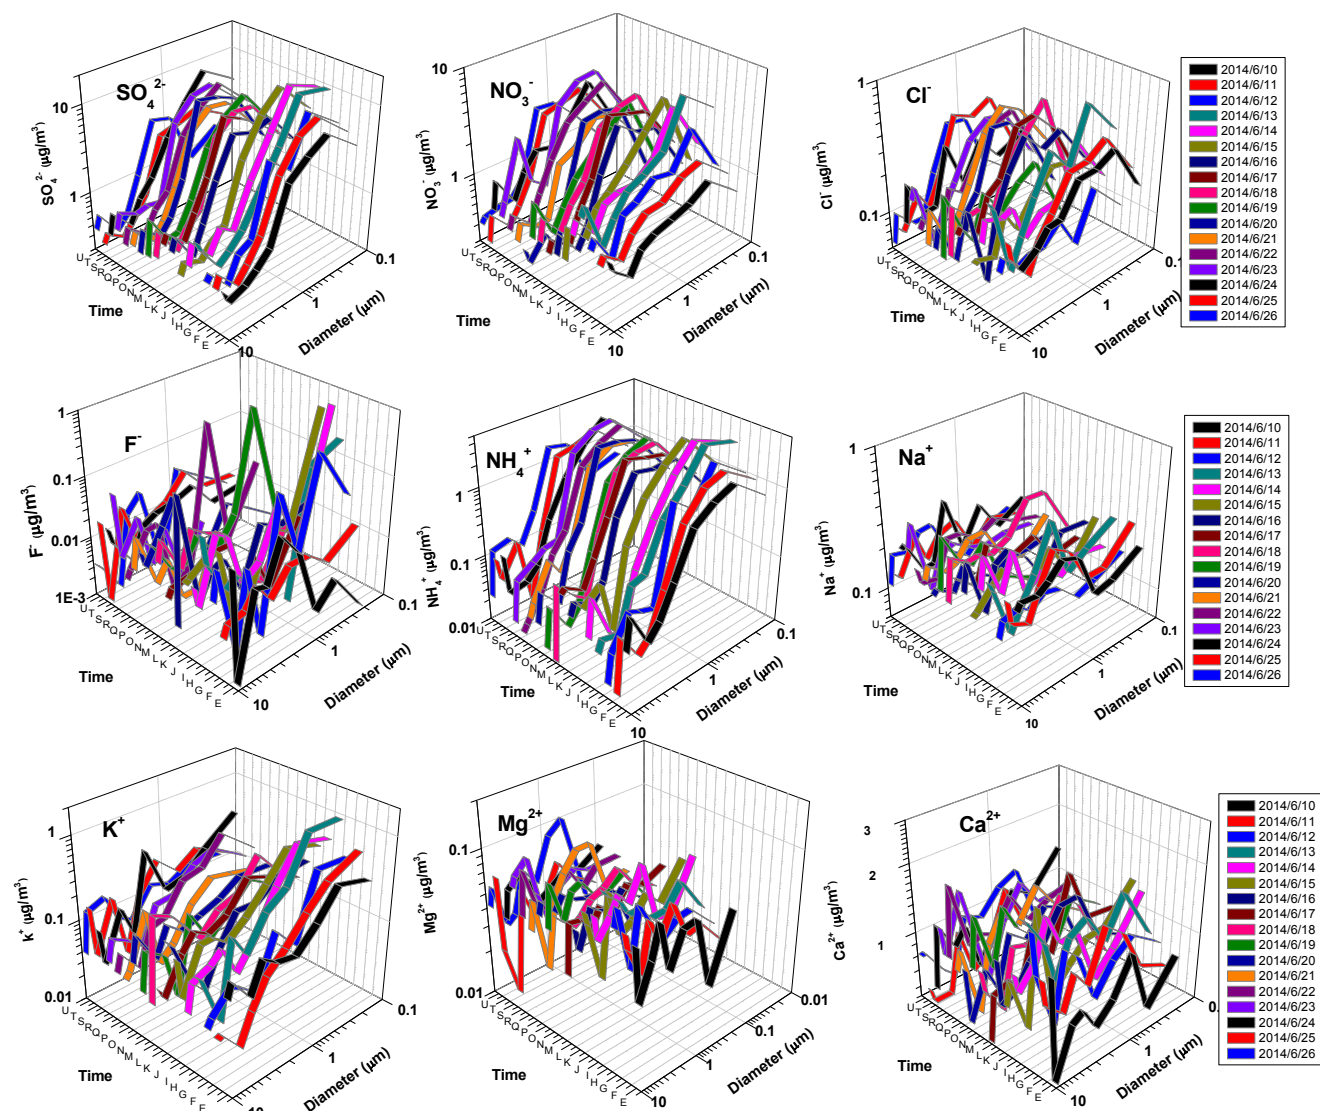 SO₄²⁻
SO₄²⁻ (µg/m³)
10
1
U T S R Q P O N M L K J I H G F E
Time
10
1
0.1
Diameter (µm)
NO₃⁻
NO₃⁻ (µg/m³)
10
1
U T S R Q P O N M L K J I H G F E
Time
10
1
0.1
Diameter (µm)
Cl⁻
Cl⁻ (µg/m³)
1
0.1
U T S R Q P O N M L K J I H G F E
Time
10
1
0.1
Diameter (µm)
2014/6/10
2014/6/11
2014/6/12
2014/6/13
2014/6/14
2014/6/15
2014/6/16
2014/6/17
2014/6/18
2014/6/19
2014/6/20
2014/6/21
2014/6/22
2014/6/23
2014/6/24
2014/6/25
2014/6/26
F⁻
F⁻ (µg/m³)
1
0.1
0.01
1E-3
U T S R Q P O N M L K J I H G F E
Time
10
1
0.1
Diameter (µm)
NH₄⁺
NH₄⁺ (µg/m³)
1
0.1
0.01
U T S R Q P O N M L K J I H G F E
Time
10
1
0.1
Diameter (µm)
Na⁺
Na⁺ (µg/m³)
1
0.1
U T S R Q P O N M L K J I H G F E
Time
10
1
0.1
Diameter (µm)
2014/6/10
2014/6/11
2014/6/12
2014/6/13
2014/6/14
2014/6/15
2014/6/16
2014/6/17
2014/6/18
2014/6/19
2014/6/20
2014/6/21
2014/6/22
2014/6/23
2014/6/24
2014/6/25
2014/6/26
K⁺
k⁺ (µg/m³)
1
0.1
0.01
U T S R Q P O N M L K J I H G F E
Time
10
1
0.1
Diameter (µm)
Mg²⁺
Mg²⁺ (µg/m³)
0.1
0.01
U T S R Q P O N M L K J I H G F E
Time
10
1
0.1
0.01
Diameter (µm)
Ca²⁺
Ca²⁺ (µg/m³)
3
2
1
U T S R Q P O N M L K J I H G F E
Time
10
1
Diameter (µm)
2014/6/10
2014/6/11
2014/6/12
2014/6/13
2014/6/14
2014/6/15
2014/6/16
2014/6/17
2014/6/18
2014/6/19
2014/6/20
2014/6/21
2014/6/22
2014/6/23
2014/6/24
2014/6/25
2014/6/26